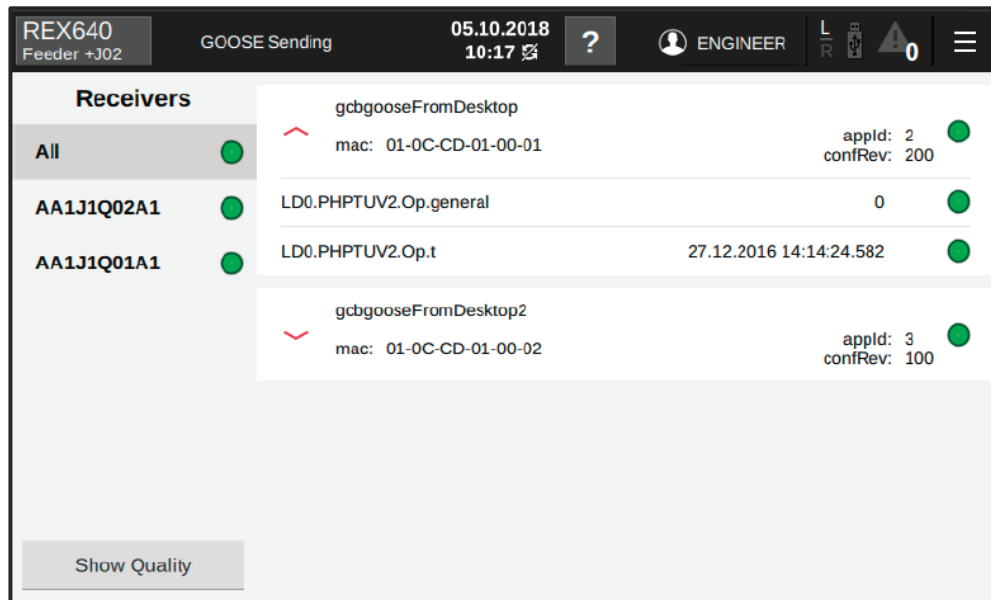 REX640
Feeder +J02
GOOSE Sending
05.10.2018
10:17
?
ENGINEER
L
R
0
Receivers
All
AA1J1Q02A1
AA1J1Q01A1
Show Quality
gcbgooseFromDesktop
mac: 01-0C-CD-01-00-01
appId: 2
confRev: 200
LD0.PHPTUV2.Op.general 0
LD0.PHPTUV2.Op.t 27.12.2016 14:14:24.582
gcbgooseFromDesktop2
mac: 01-0C-CD-01-00-02
appId: 3
confRev: 100